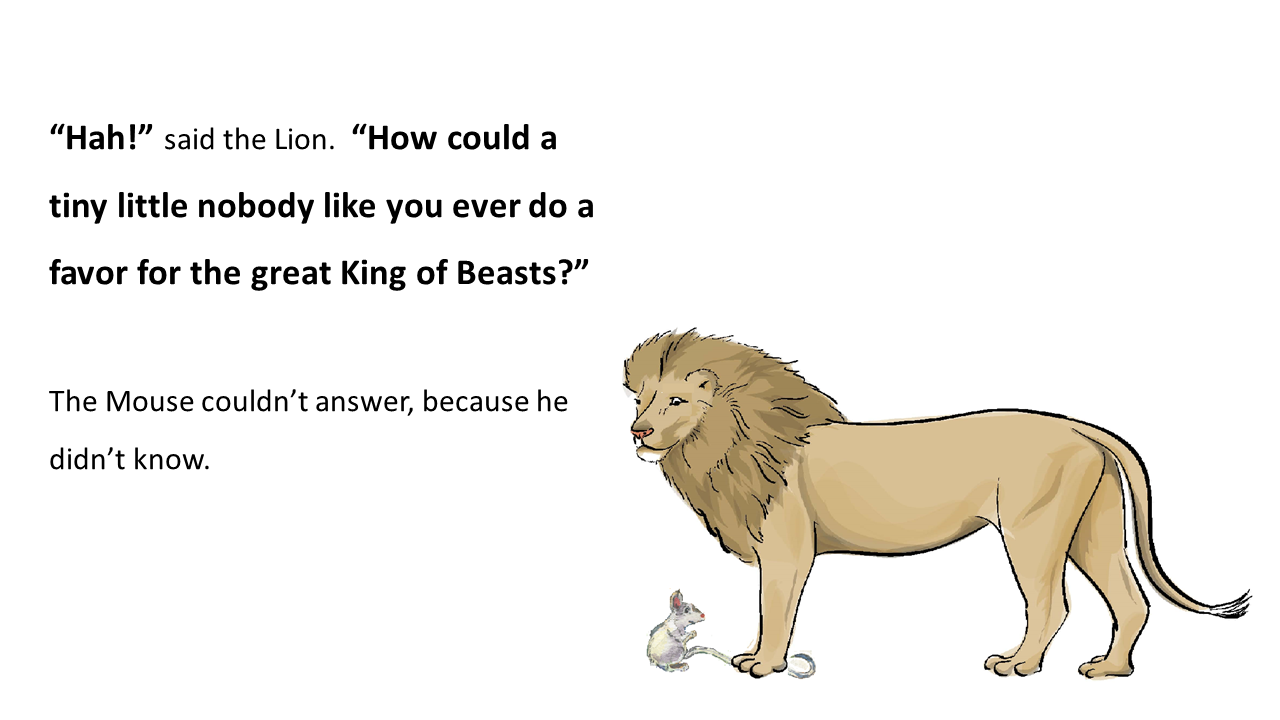 “Hah!” said the Lion.  “How could a
tiny little nobody like you ever do a
favor for the great King of Beasts?”
The Mouse couldn’t answer, because he
didn’t know.